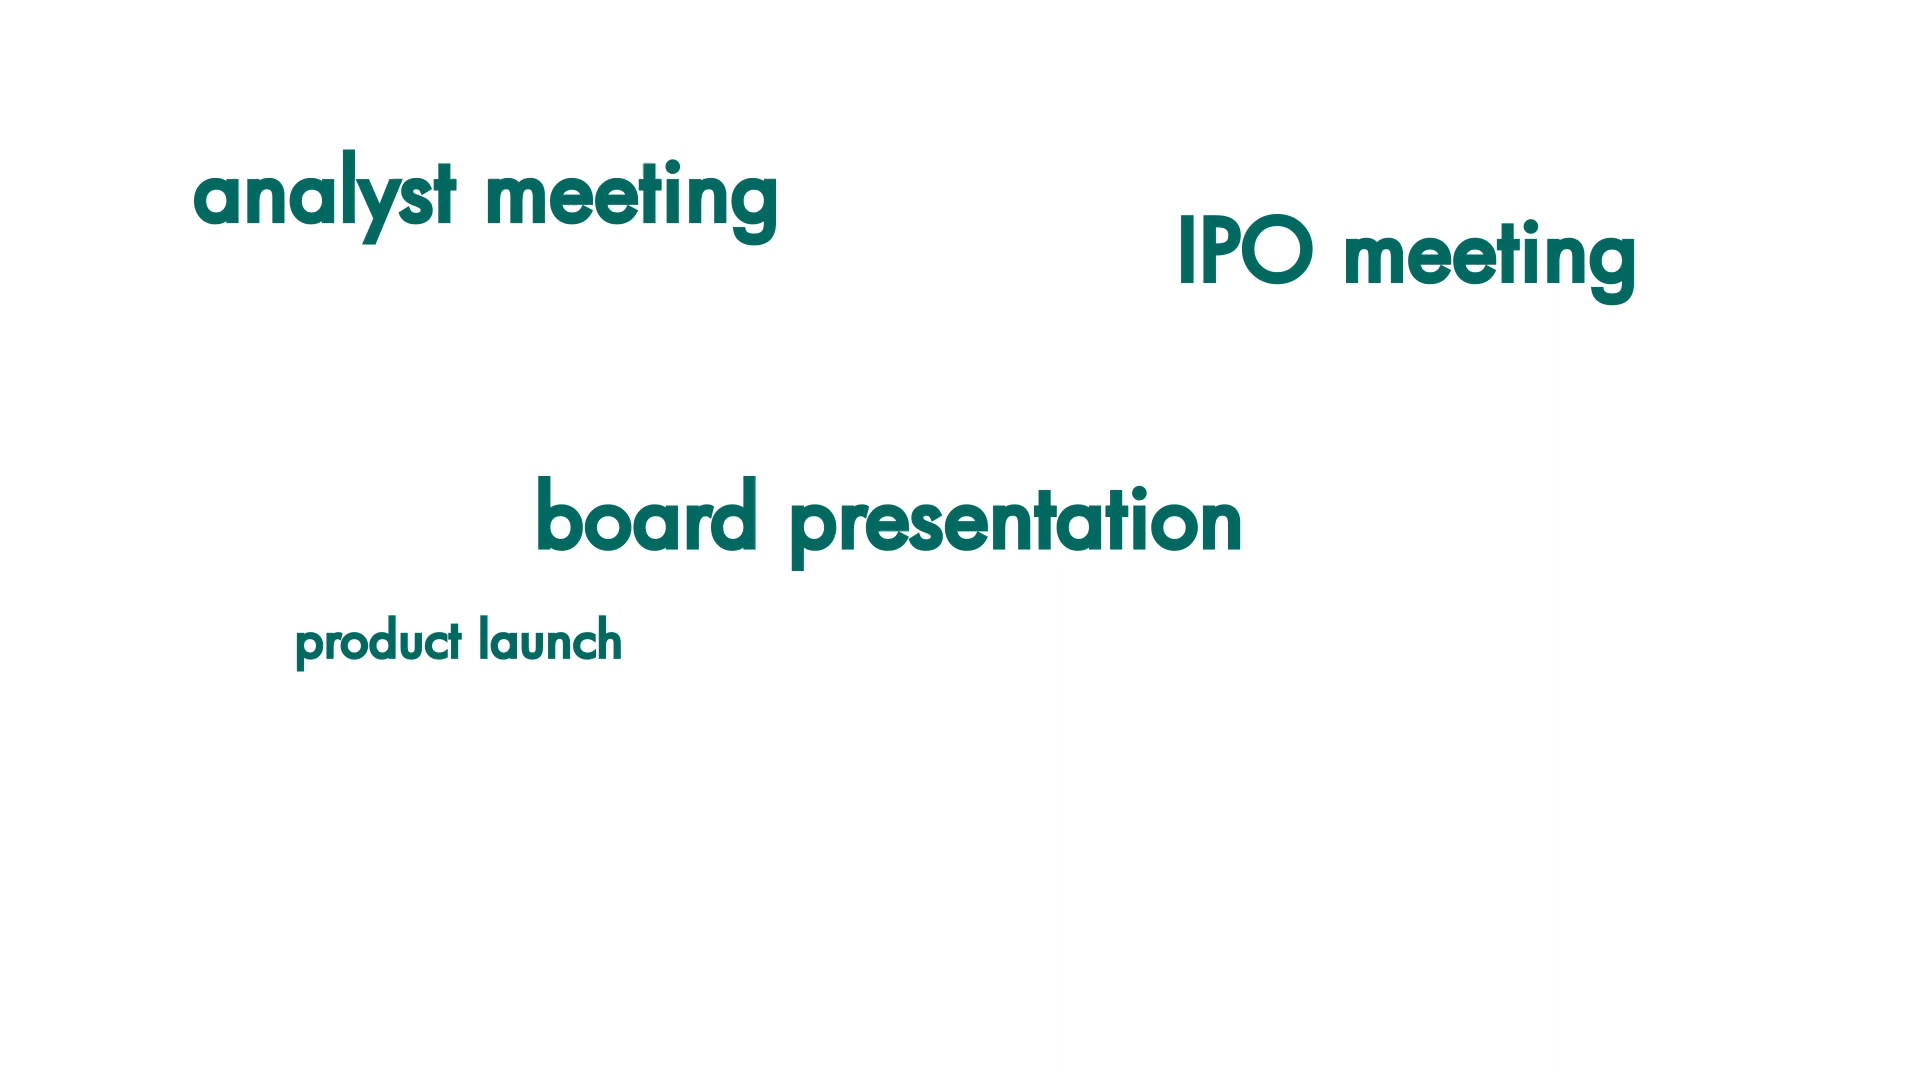 analyst meeting
IPO meeting
board presentation
product launch